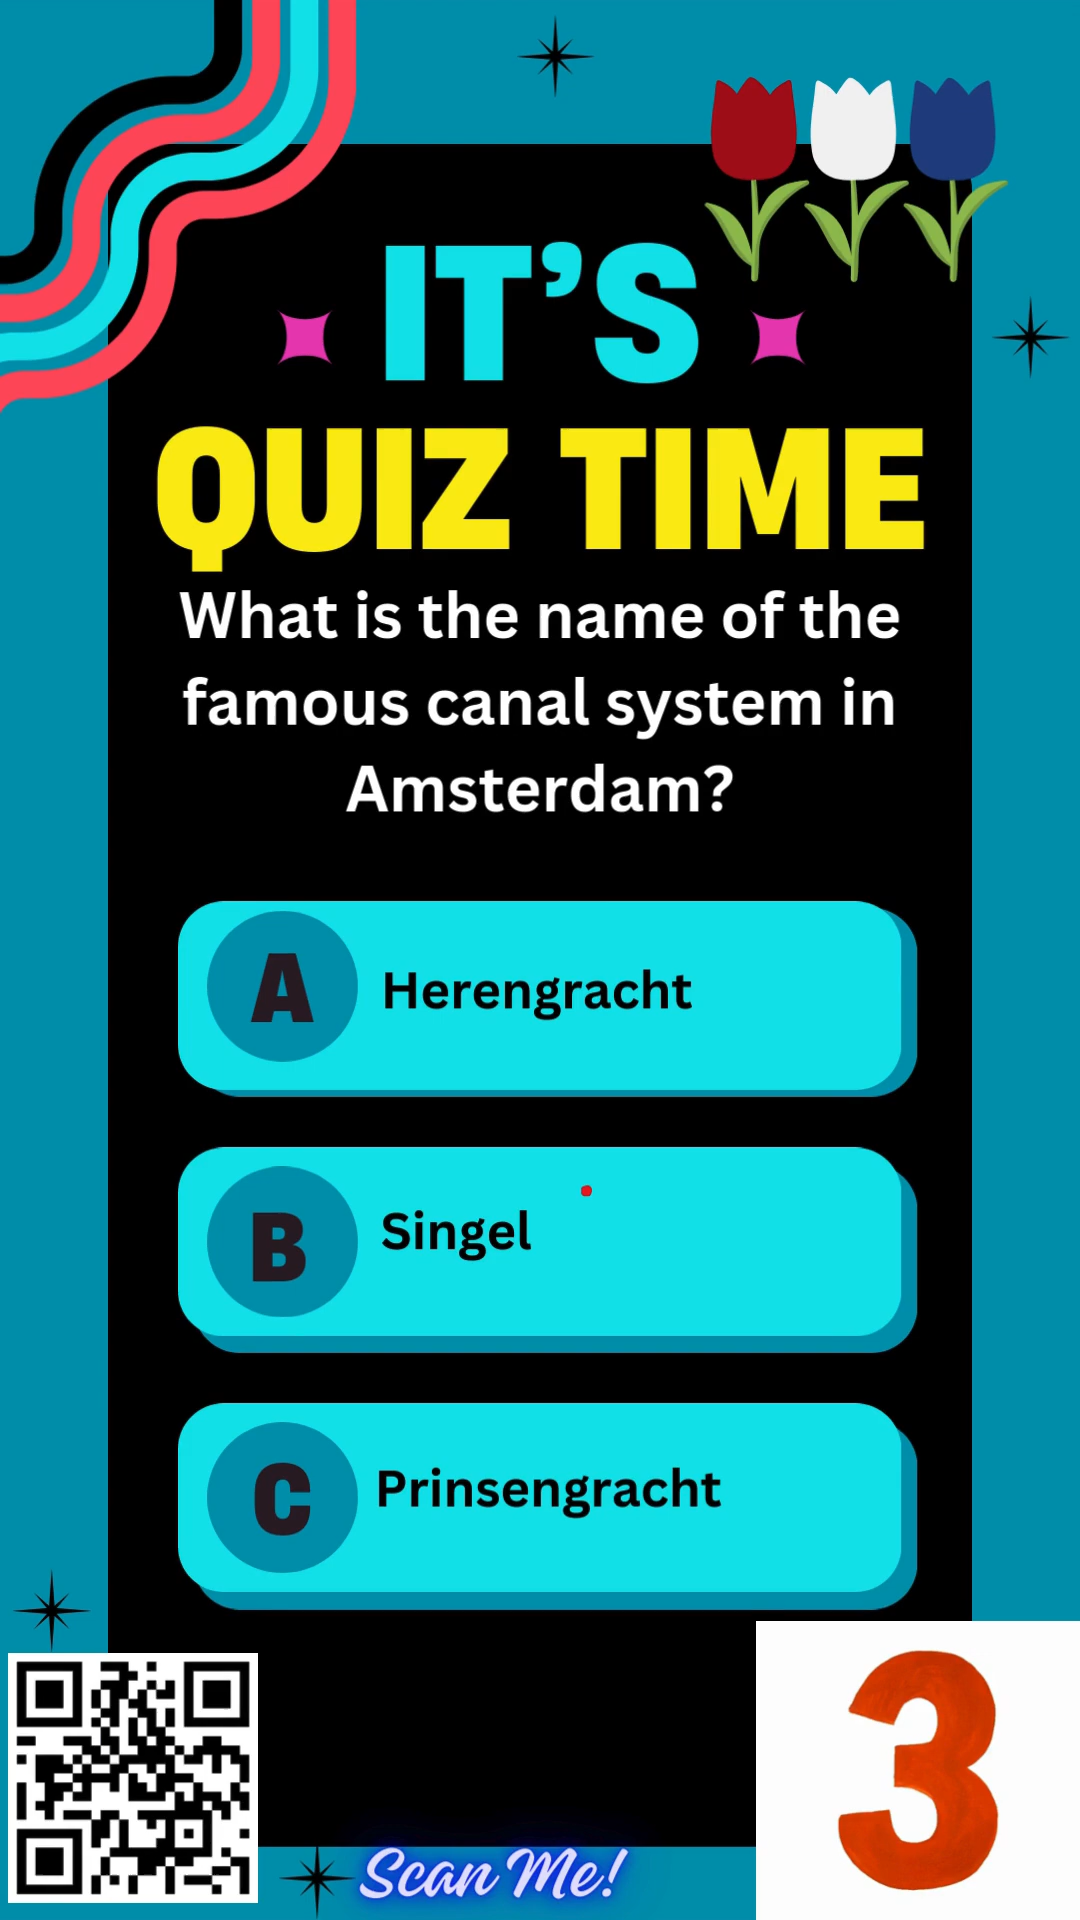 IT’S
QUIZ TIME
What is the name of the
famous canal system in
Amsterdam?
A Herengracht
B Singel
C Prinsengracht
3
Scan Me!